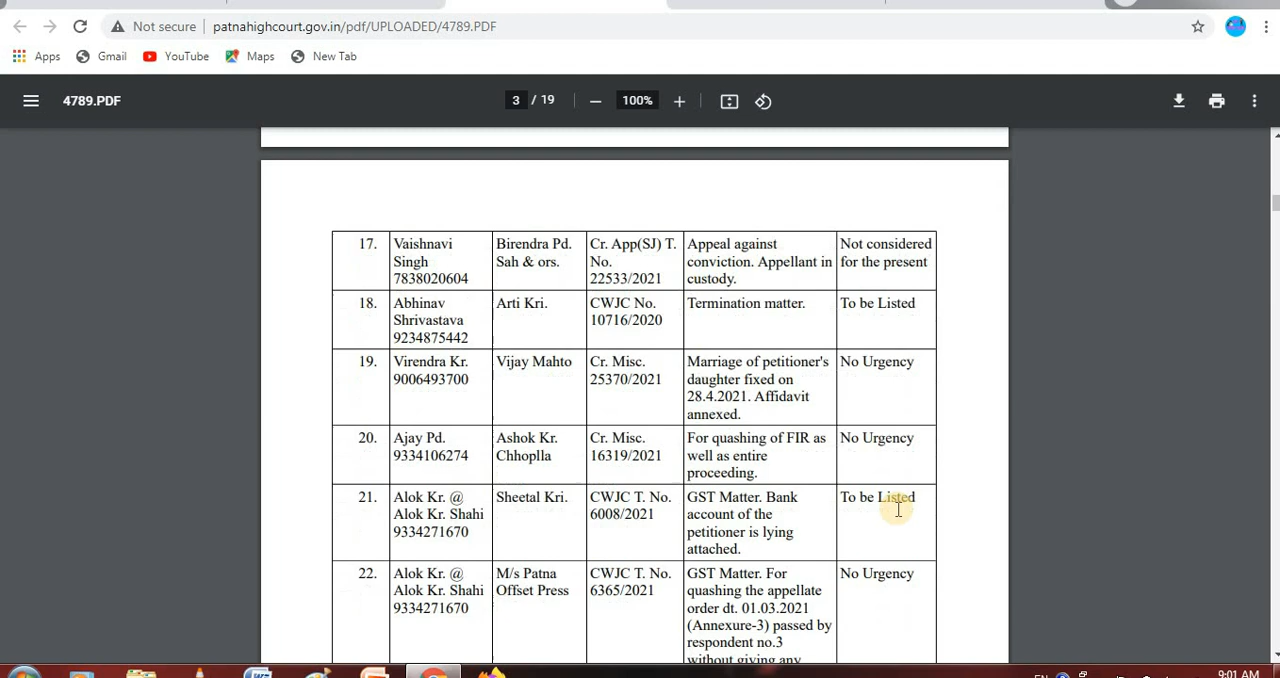 Not secure patnahighcourt.gov.in/pdf/UPLOADED/4789.PDF
Apps Gmail YouTube Maps New Tab
4789.PDF 3 / 19 100%
17. Vaishnavi Singh 7838020604 Birendra Pd. Sah & ors. Cr. App(SJ) T. No. 22533/2021 Appeal against conviction. Appellant in custody. Not considered for the present
18. Abhinav Shrivastava 9234875442 Arti Kri. CWJC No. 10716/2020 Termination matter. To be Listed
19. Virendra Kr. 9006493700 Vijay Mahto Cr. Misc. 25370/2021 Marriage of petitioner's daughter fixed on 28.4.2021. Affidavit annexed. No Urgency
20. Ajay Pd. 9334106274 Ashok Kr. Chhoplla Cr. Misc. 16319/2021 For quashing of FIR as well as entire proceeding. No Urgency
21. Alok Kr. @ Alok Kr. Shahi 9334271670 Sheetal Kri. CWJC T. No. 6008/2021 GST Matter. Bank account of the petitioner is lying attached. To be Listed
22. Alok Kr. @ Alok Kr. Shahi 9334271670 M/s Patna Offset Press CWJC T. No. 6365/2021 GST Matter. For quashing the appellate order dt. 01.03.2021 (Annexure-3) passed by respondent no.3 without giving any No Urgency
EN 9:01 AM